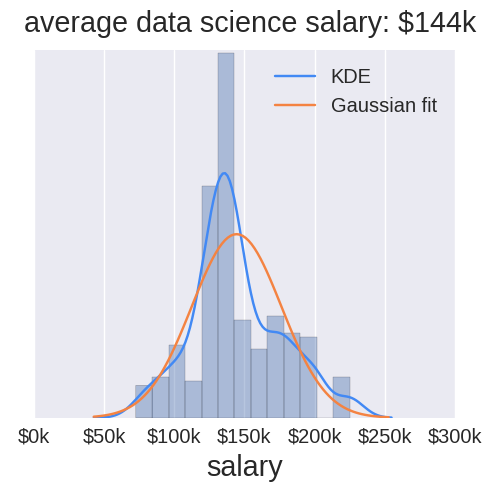 average data science salary: $144k
KDE
Gaussian fit
$0k $50k $100k $150k $200k $250k $300k
salary